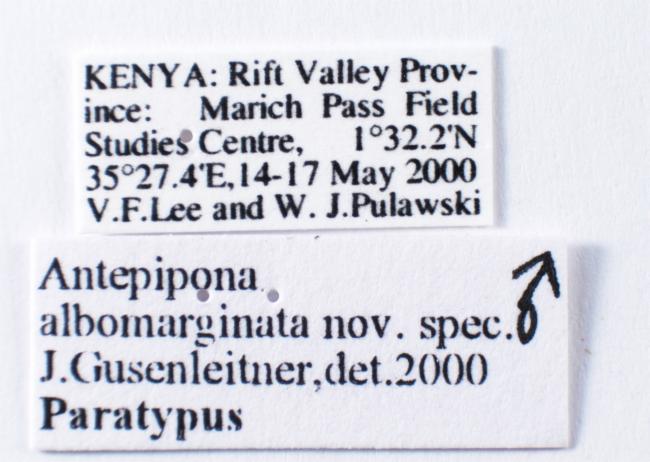 KENYA: Rift Valley Prov-
ince: Marich Pass Field
Studies Centre, 1°32.2'N
35°27.4'E,14-17 May 2000
V.F.Lee and W. J.Pulawski
Antepipona
albomarginata nov. spec.♂
J.Gusenleitner,det.2000
Paratypus